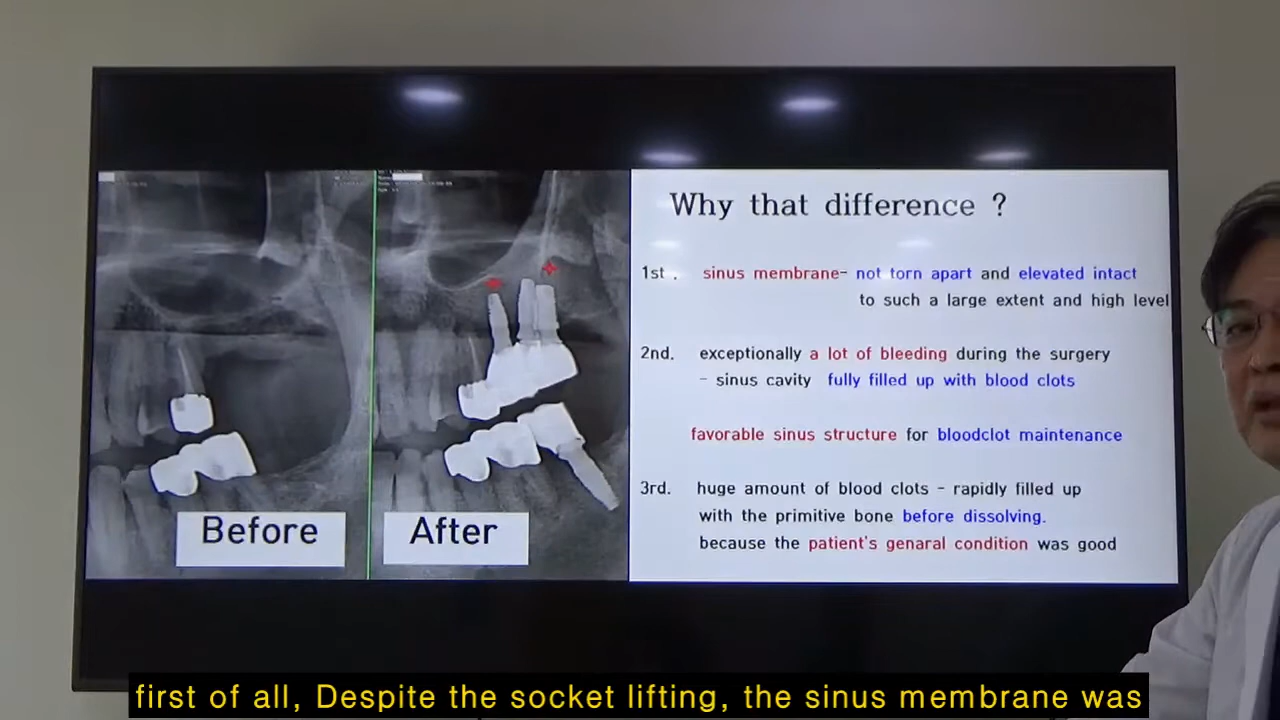 Why that difference ?
1st . sinus membrane- not torn apart and elevated intact
to such a large extent and high level
2nd. exceptionally a lot of bleeding during the surgery
- sinus cavity fully filled up with blood clots
favorable sinus structure for bloodclot maintenance
3rd. huge amount of blood clots - rapidly filled up
with the primitive bone before dissolving.
because the patient's genaral condition was good
Before
After
first of all, Despite the socket lifting, the sinus membrane was